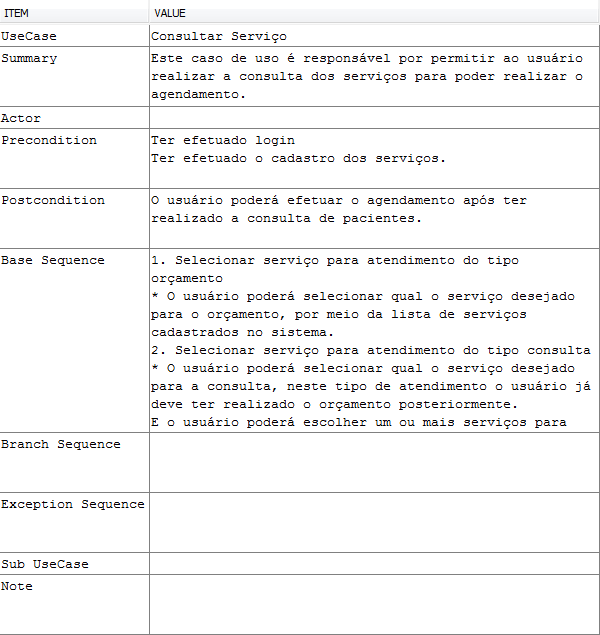 ITEM VALUE
UseCase Consultar Serviço
Summary Este caso de uso é responsável por permitir ao usuário
realizar a consulta dos serviços para poder realizar o
agendamento.
Actor
Precondition Ter efetuado login
Ter efetuado o cadastro dos serviços.
Postcondition O usuário poderá efetuar o agendamento após ter
realizado a consulta de pacientes.
Base Sequence 1. Selecionar serviço para atendimento do tipo
orçamento
* O usuário poderá selecionar qual o serviço desejado
para o orçamento, por meio da lista de serviços
cadastrados no sistema.
2. Selecionar serviço para atendimento do tipo consulta
* O usuário poderá selecionar qual o serviço desejado
para a consulta, neste tipo de atendimento o usuário já
deve ter realizado o orçamento posteriormente.
E o usuário poderá escolher um ou mais serviços para
Branch Sequence
Exception Sequence
Sub UseCase
Note